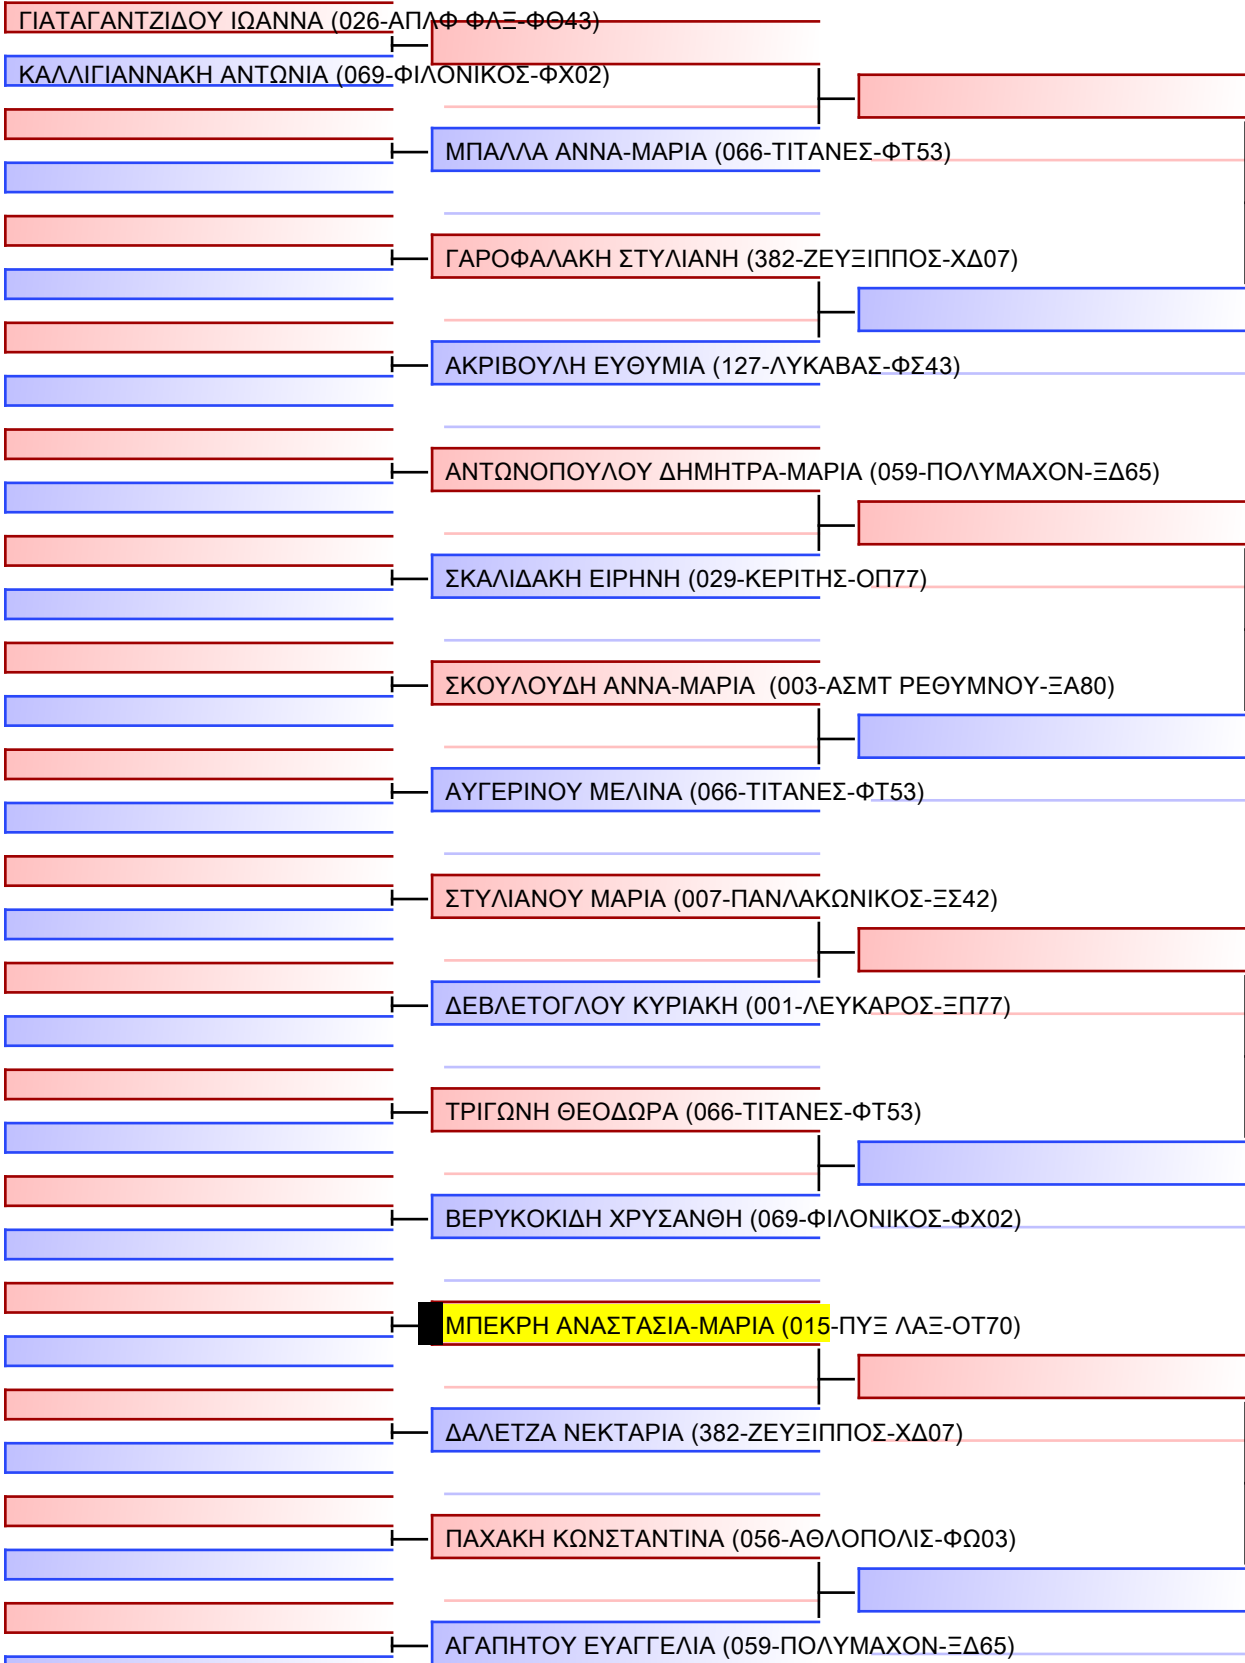 ΓΙΑΤΑΓΑΝΤΖΙΔΟΥ ΙΩΑΝΝΑ (026-ΑΠΛΦ ΦΛΞ-ΦΘ43)
ΚΑΛΛΙΓΙΑΝΝΑΚΗ ΑΝΤΩΝΙΑ (069-ΦΙΛΟΝΙΚΟΣ-ΦΧ02)
ΜΠΑΛΛΑ ΑΝΝΑ-ΜΑΡΙΑ (066-ΤΙΤΑΝΕΣ-ΦΤ53)
ΓΑΡΟΦΑΛΑΚΗ ΣΤΥΛΙΑΝΗ (382-ΖΕΥΞΙΠΠΟΣ-ΧΔ07)
ΑΚΡΙΒΟΥΛΗ ΕΥΘΥΜΙΑ (127-ΛΥΚΑΒΑΣ-ΦΣ43)
ΑΝΤΩΝΟΠΟΥΛΟΥ ΔΗΜΗΤΡΑ-ΜΑΡΙΑ (059-ΠΟΛΥΜΑΧΟΝ-ΞΔ65)
ΣΚΑΛΙΔΑΚΗ ΕΙΡΗΝΗ (029-ΚΕΡΙΤΗΣ-ΟΠ77)
ΣΚΟΥΛΟΥΔΗ ΑΝΝΑ-ΜΑΡΙΑ (003-ΑΣΜΤ ΡΕΘΥΜΝΟΥ-ΞΑ80)
ΑΥΓΕΡΙΝΟΥ ΜΕΛΙΝΑ (066-ΤΙΤΑΝΕΣ-ΦΤ53)
ΣΤΥΛΙΑΝΟΥ ΜΑΡΙΑ (007-ΠΑΝΛΑΚΩΝΙΚΟΣ-ΞΣ42)
ΔΕΒΛΕΤΟΓΛΟΥ ΚΥΡΙΑΚΗ (001-ΛΕΥΚΑΡΟΣ-ΞΠ77)
ΤΡΙΓΩΝΗ ΘΕΟΔΩΡΑ (066-ΤΙΤΑΝΕΣ-ΦΤ53)
ΒΕΡΥΚΟΚΙΔΗ ΧΡΥΣΑΝΘΗ (069-ΦΙΛΟΝΙΚΟΣ-ΦΧ02)
ΜΠΕΚΡΗ ΑΝΑΣΤΑΣΙΑ-ΜΑΡΙΑ (015-ΠΥΞ ΛΑΞ-ΟΤ70)
ΔΑΛΕΤΖΑ ΝΕΚΤΑΡΙΑ (382-ΖΕΥΞΙΠΠΟΣ-ΧΔ07)
ΠΑΧΑΚΗ ΚΩΝΣΤΑΝΤΙΝΑ (056-ΑΘΛΟΠΟΛΙΣ-ΦΩ03)
ΑΓΑΠΗΤΟΥ ΕΥΑΓΓΕΛΙΑ (059-ΠΟΛΥΜΑΧΟΝ-ΞΔ65)